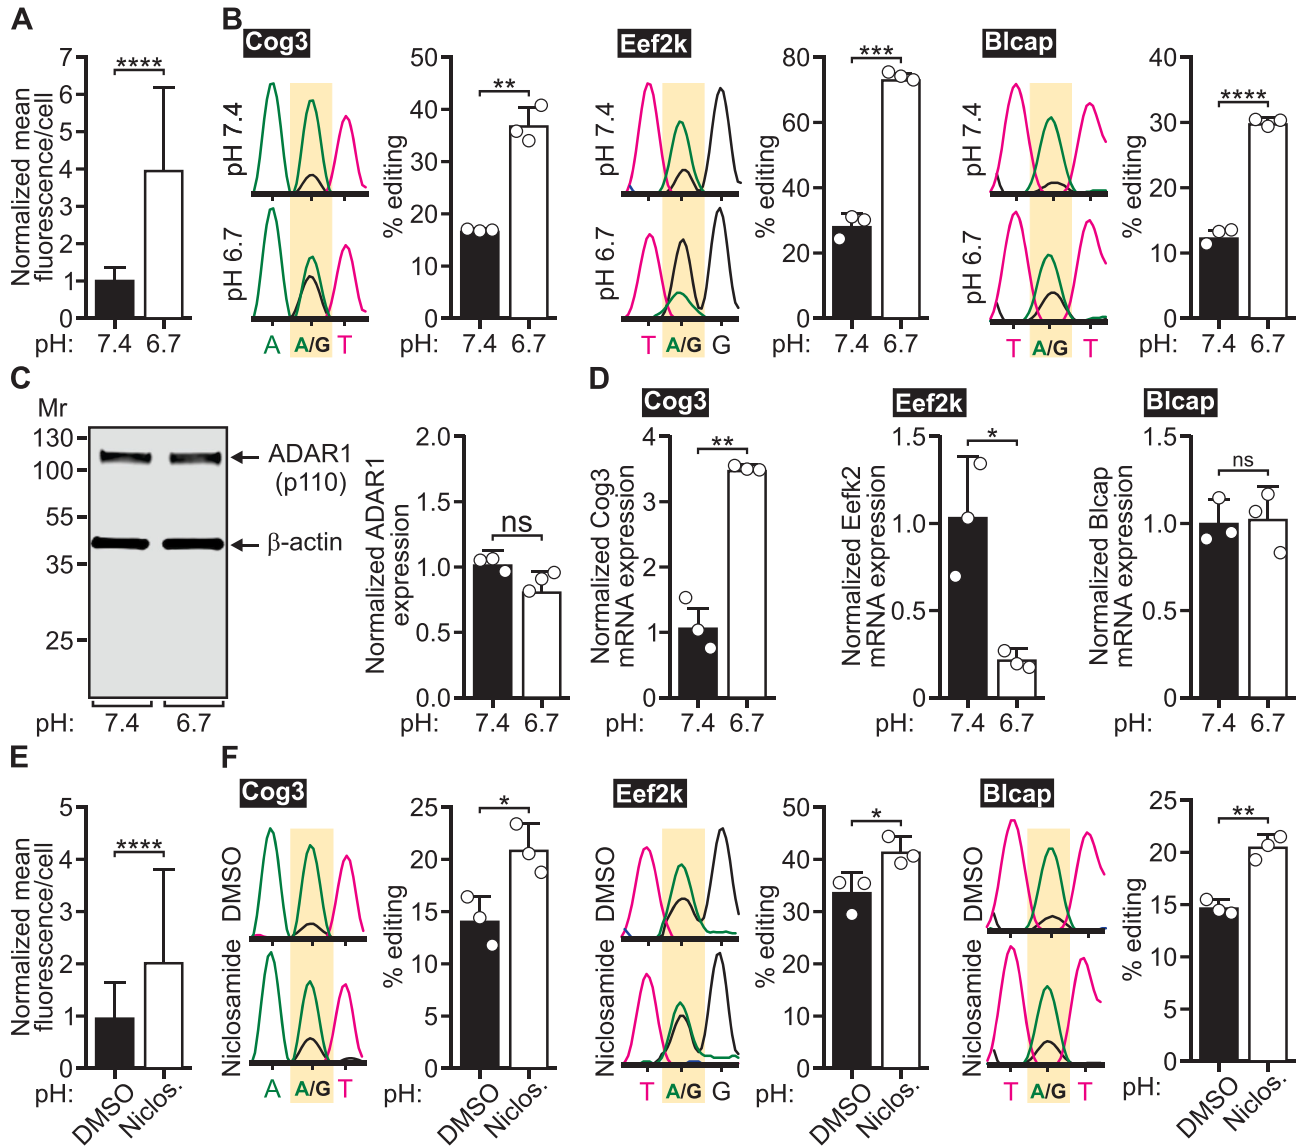 A
Normalized mean
fluorescence/cell
7
6
5
4
3
2
1
0
****
pH: 7.4 6.7
B
Cog3
pH 7.4
pH 6.7
A A/G T
% editing
50
40
30
20
10
0
**
pH: 7.4 6.7
Eef2k
pH 7.4
pH 6.7
T A/G G
% editing
80
60
40
20
0
***
pH: 7.4 6.7
Blcap
pH 7.4
pH 6.7
T A/G T
% editing
40
30
20
10
0
****
pH: 7.4 6.7
C
Mr
130
100
55
35
25
ADAR1
(p110)
β-actin
pH: 7.4 6.7
Normalized ADAR1
expression
2.0
1.5
1.0
0.5
0.0
ns
pH: 7.4 6.7
D
Cog3
Normalized Cog3
mRNA expression
4
3
2
1
0
**
pH: 7.4 6.7
Eef2k
Normalized Eefk2
mRNA expression
1.5
1.0
0.5
0
*
pH: 7.4 6.7
Blcap
Normalized Blcap
mRNA expression
1.5
1.0
0.5
0
ns
pH: 7.4 6.7
E
Normalized mean
fluorescence/cell
5
4
3
2
1
0
****
pH: DMSO Niclos.
F
Cog3
DMSO
Niclosamide
A A/G T
% editing
25
20
15
10
5
0
*
pH: DMSO Niclos.
Eef2k
DMSO
Niclosamide
T A/G G
% editing
50
40
30
20
10
0
*
pH: DMSO Niclos.
Blcap
DMSO
Niclosamide
T A/G T
% editing
25
20
15
10
5
0
**
pH: DMSO Niclos.